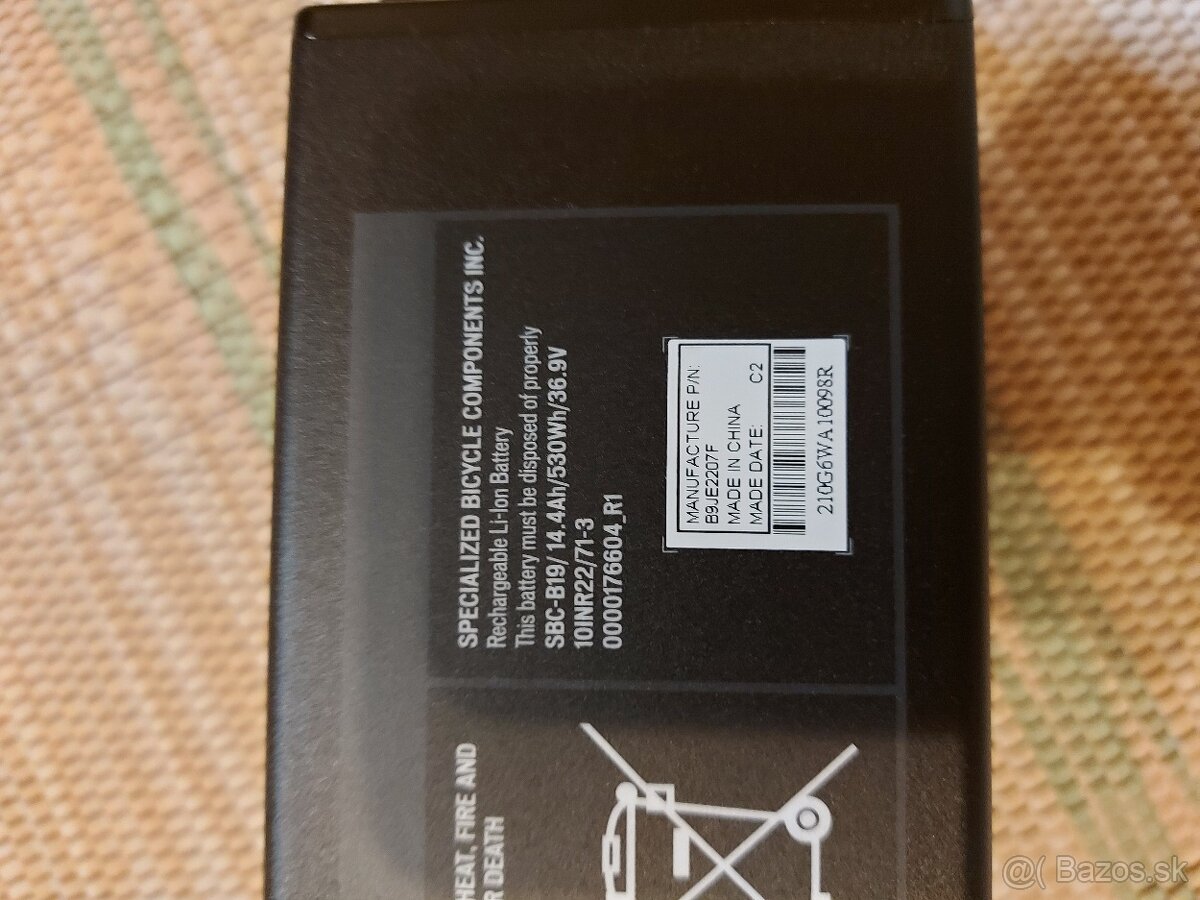 SPECIALIZED BICYCLE COMPONENTS INC.
Rechargeable Li-Ion Battery
This battery must be disposed of properly
SBC-B19/ 14.4Ah/530Wh/36.9V
10INR22/71-3
0000176604_R1
MANUFACTURE P/N:
B9JE2207F
MADE IN CHINA
MADE DATE: C2
210G6WA10098R
HEAT, FIRE AND
R DEATH
@( Bazos.sk